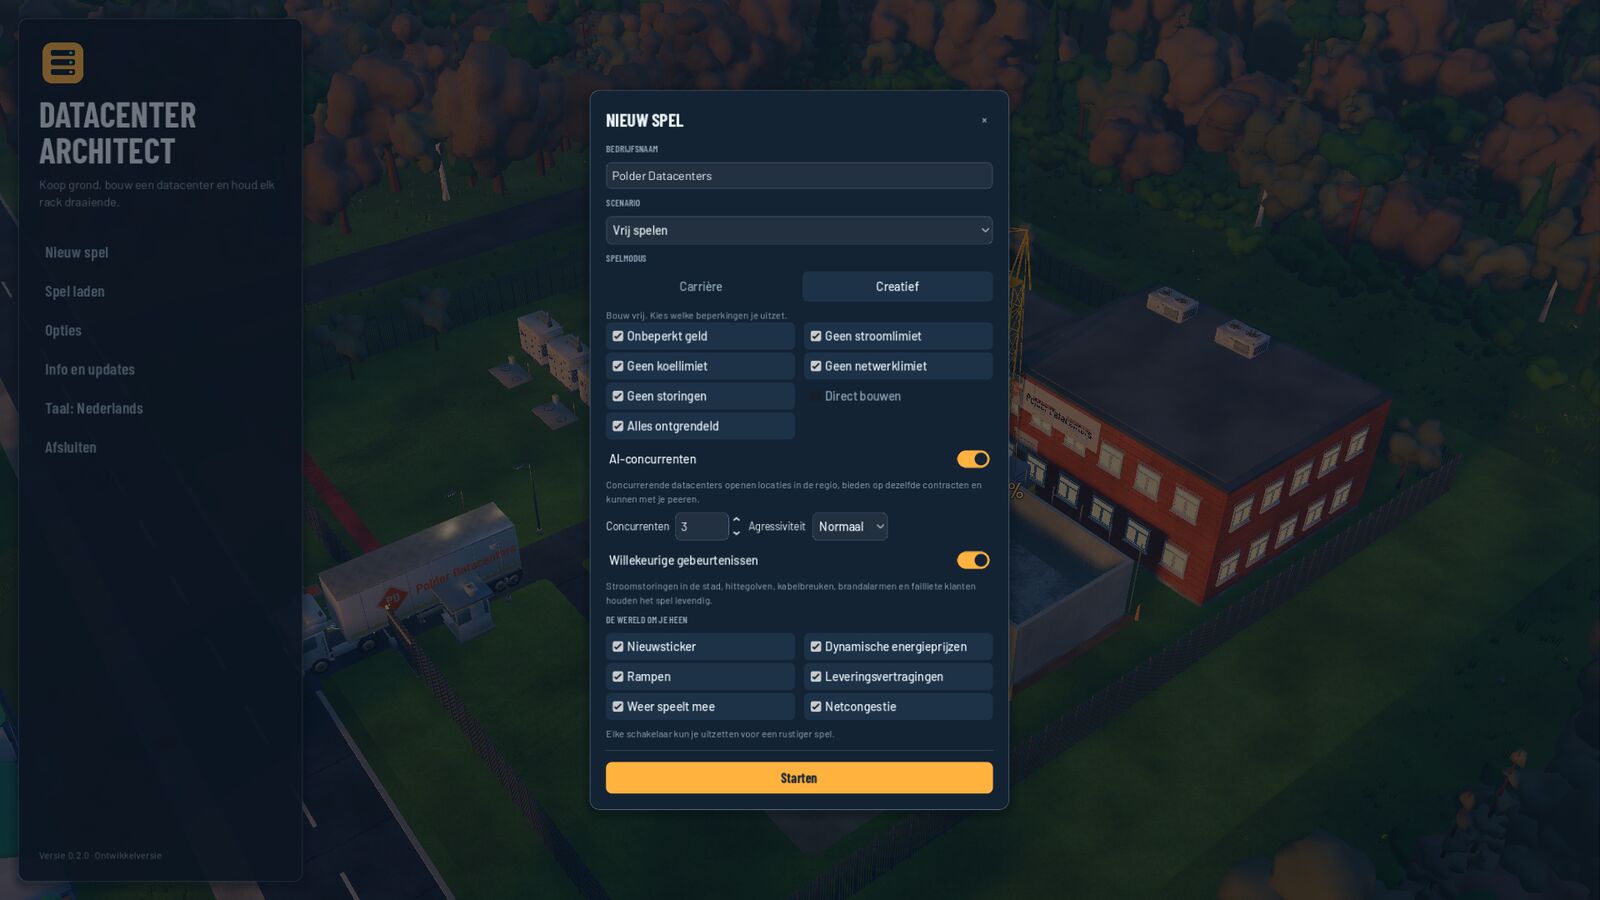 DATACENTER
ARCHITECT
Koop grond, bouw een datacenter en houd elk
rack draaiende.
Nieuw spel
Spel laden
Opties
Info en updates
Taal: Nederlands
Afsluiten
Versie 0.2.0 · Ontwikkelversie
NIEUW SPEL
×
BEDRIJFSNAAM
Polder Datacenters
SCENARIO
Vrij spelen
SPELMODUS
Carrière Creatief
Bouw vrij. Kies welke beperkingen je uitzet.
Onbeperkt geld Geen stroomlimiet
Geen koellimiet Geen netwerklimiet
Geen storingen Direct bouwen
Alles ontgrendeld
AI-concurrenten
Concurrerende datacenters openen locaties in de regio, bieden op dezelfde contracten en
kunnen met je peeren.
Concurrenten 3 Agressiviteit Normaal
Willekeurige gebeurtenissen
Stroomstoringen in de stad, hittegolven, kabelbreuken, brandalarmen en failliete klanten
houden het spel levendig.
DE WERELD OM JE HEEN
Nieuwsticker Dynamische energieprijzen
Rampen Leveringsvertragingen
Weer speelt mee Netcongestie
Elke schakelaar kun je uitzetten voor een rustiger spel.
Starten
PD Polder Datacenters
Polder Datacenters
%